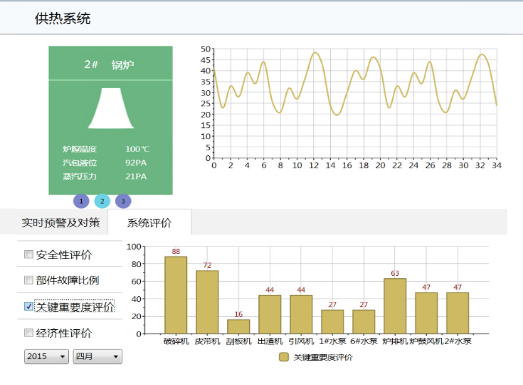 供热系统
2# 锅炉
炉膛温度 100℃
汽包液位 92PA
蒸汽压力 21PA
1 2 3
50
45
40
35
30
25
20
15
10
5
0
0 2 4 6 8 10 12 14 16 18 20 22 24 26 28 30 32 34
实时预警及对策 系统评价
安全性评价
部件故障比例
关键重要度评价
经济性评价
2015 四月
100
80
60
40
20
0
88 72 16 44 44 27 27 63 47 47
破碎机 皮带机 刮板机 出渣机 引风机 1#水泵 6#水泵 炉排机 炉鼓风机 2#水泵
关键重要度评价